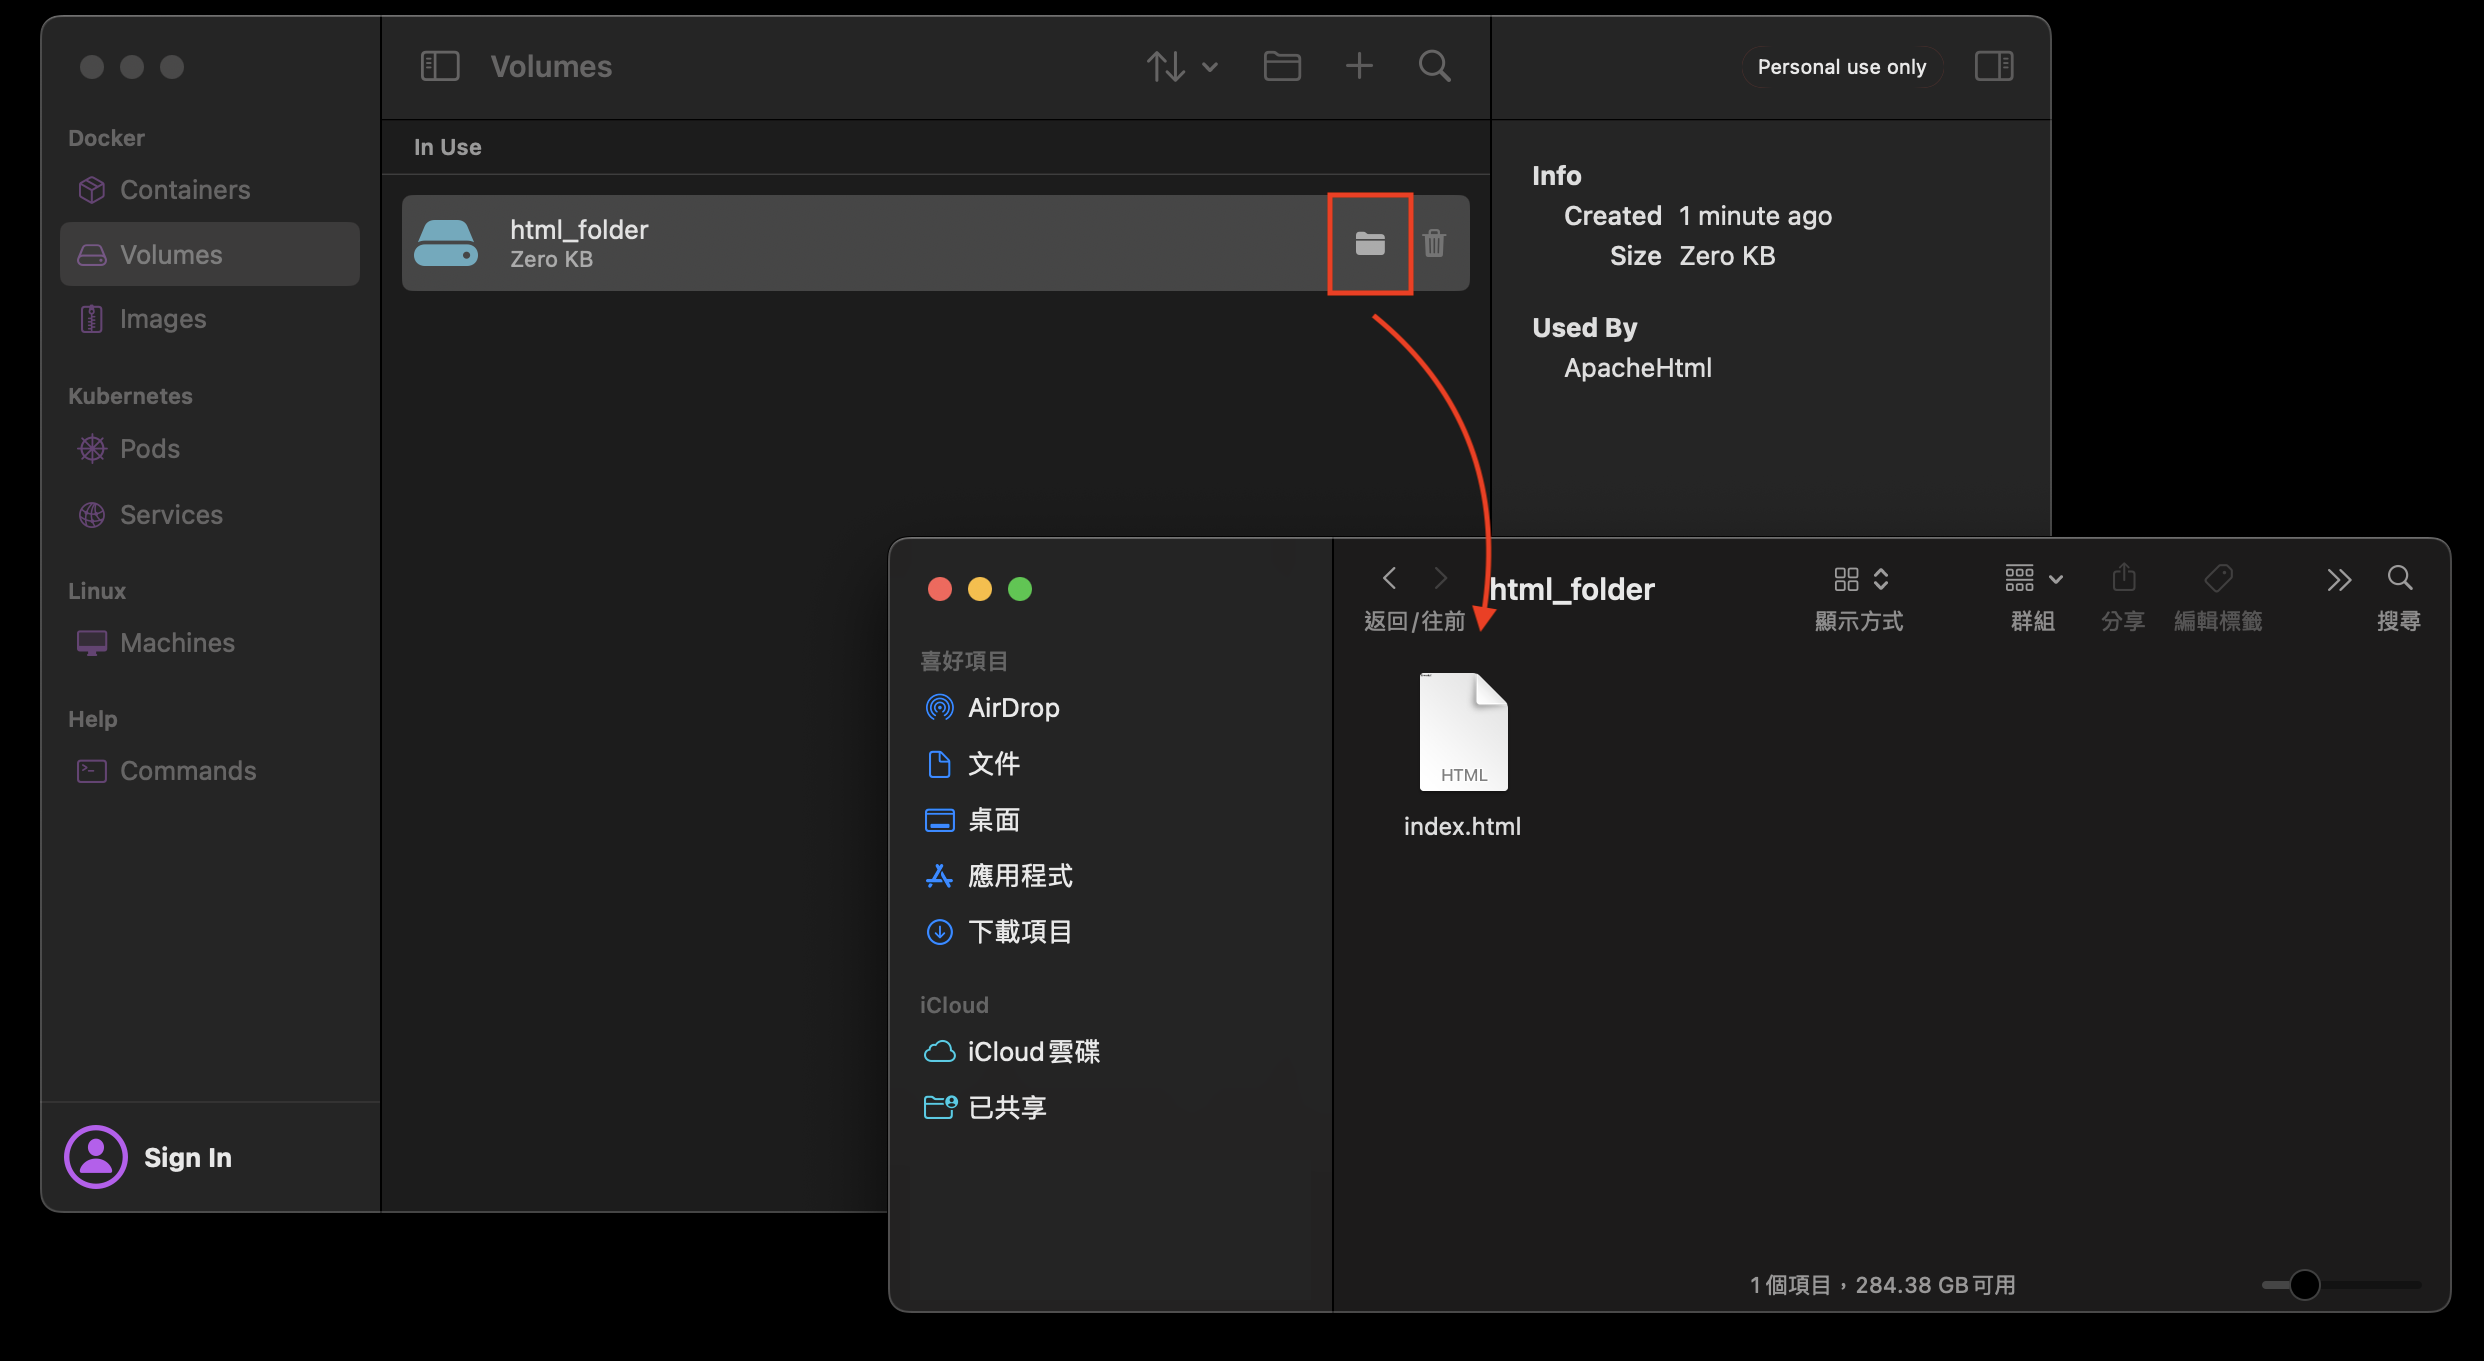 Volumes
Personal use only
Docker
Containers
Volumes
Images
Kubernetes
Pods
Services
Linux
Machines
Help
Commands
Sign In
In Use
html_folder
Zero KB
Info
Created 1 minute ago
Size Zero KB
Used By
ApacheHtml
返回/往前
html_folder
顯示方式
群組
分享
編輯標籤
搜尋
喜好項目
AirDrop
文件
桌面
應用程式
下載項目
iCloud
iCloud雲碟
已共享
HTML
index.html
1 個項目，284.38 GB可用